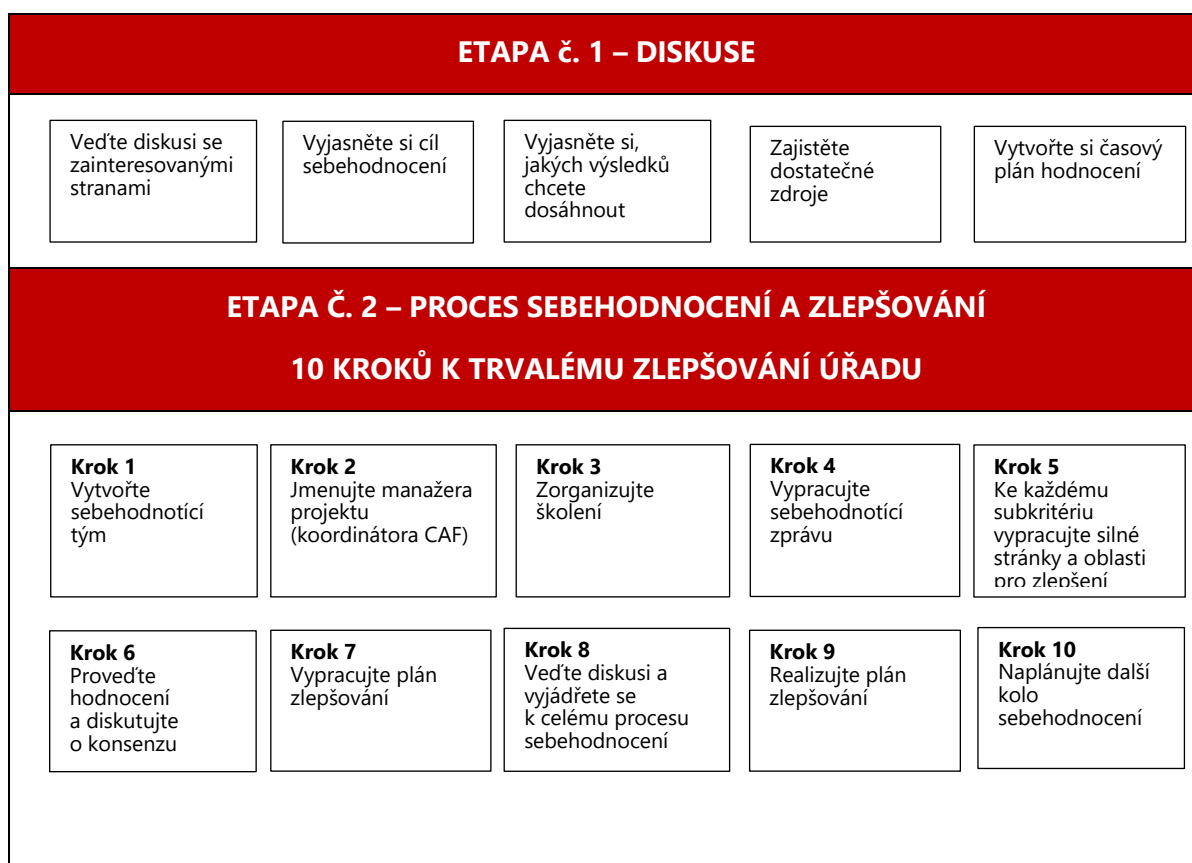 ETAPA č. 1 – DISKUSE
Veďte diskusi se
zainteresovanými
stranami
Vyjasněte si cíl
sebehodnocení
Vyjasněte si,
jakých výsledků
chcete
dosáhnout
Zajistěte
dostatečné
zdroje
Vytvořte si časový
plán hodnocení
ETAPA Č. 2 – PROCES SEBEHODNOCENÍ A ZLEPŠOVÁNÍ
10 KROKŮ K TRVALÉMU ZLEPŠOVÁNÍ ÚŘADU
Krok 1
Vytvořte
sebehodnotící
tým
Krok 2
Jmenujte manažera
projektu
(koordinátora CAF)
Krok 3
Zorganizujte
školení
Krok 4
Vypracujte
sebehodnotící
zprávu
Krok 5
Ke každému
subkritériu
vypracujte silné
stránky a oblasti
pro zlepšení
Krok 6
Proveďte
hodnocení
a diskutujte
o konsenzu
Krok 7
Vypracujte plán
zlepšování
Krok 8
Veďte diskusi a
vyjádřete se
k celému procesu
sebehodnocení
Krok 9
Realizujte plán
zlepšování
Krok 10
Naplánujte další
kolo
sebehodnocení